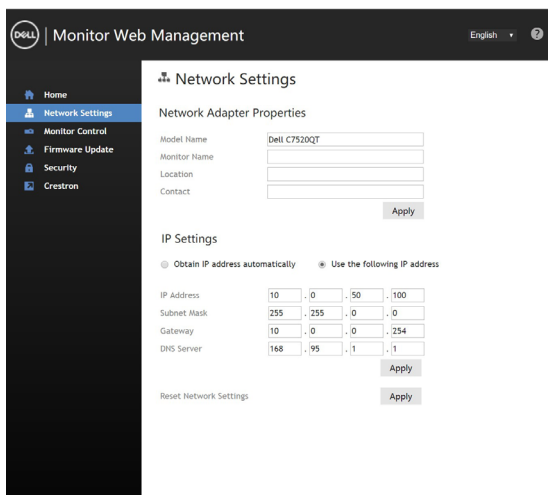 DELL | Monitor Web Management
English
?
Home
Network Settings
Monitor Control
Firmware Update
Security
Crestron
Network Settings
Network Adapter Properties
Model Name Dell C7520QT
Monitor Name
Location
Contact
Apply
IP Settings
Obtain IP address automatically Use the following IP address
IP Address 10 . 0 . 50 . 100
Subnet Mask 255 . 255 . 0 . 0
Gateway 10 . 0 . 0 . 254
DNS Server 168 . 95 . 1 . 1
Apply
Reset Network Settings Apply